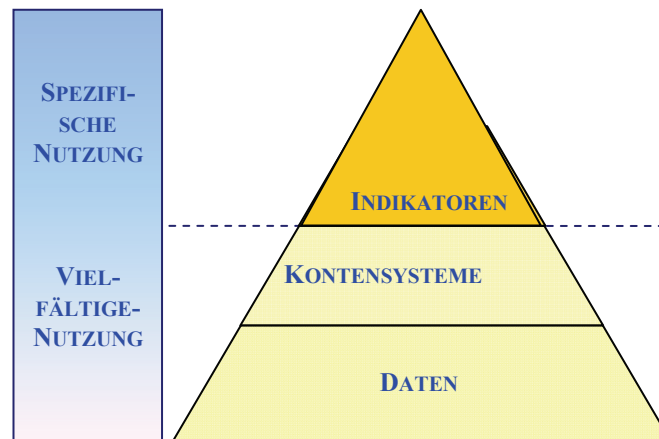 SPEZIFI-
SCHE
NUTZUNG
VIEL-
FÄLTIGE-
NUTZUNG
INDIKATOREN
KONTENSYSTEME
DATEN